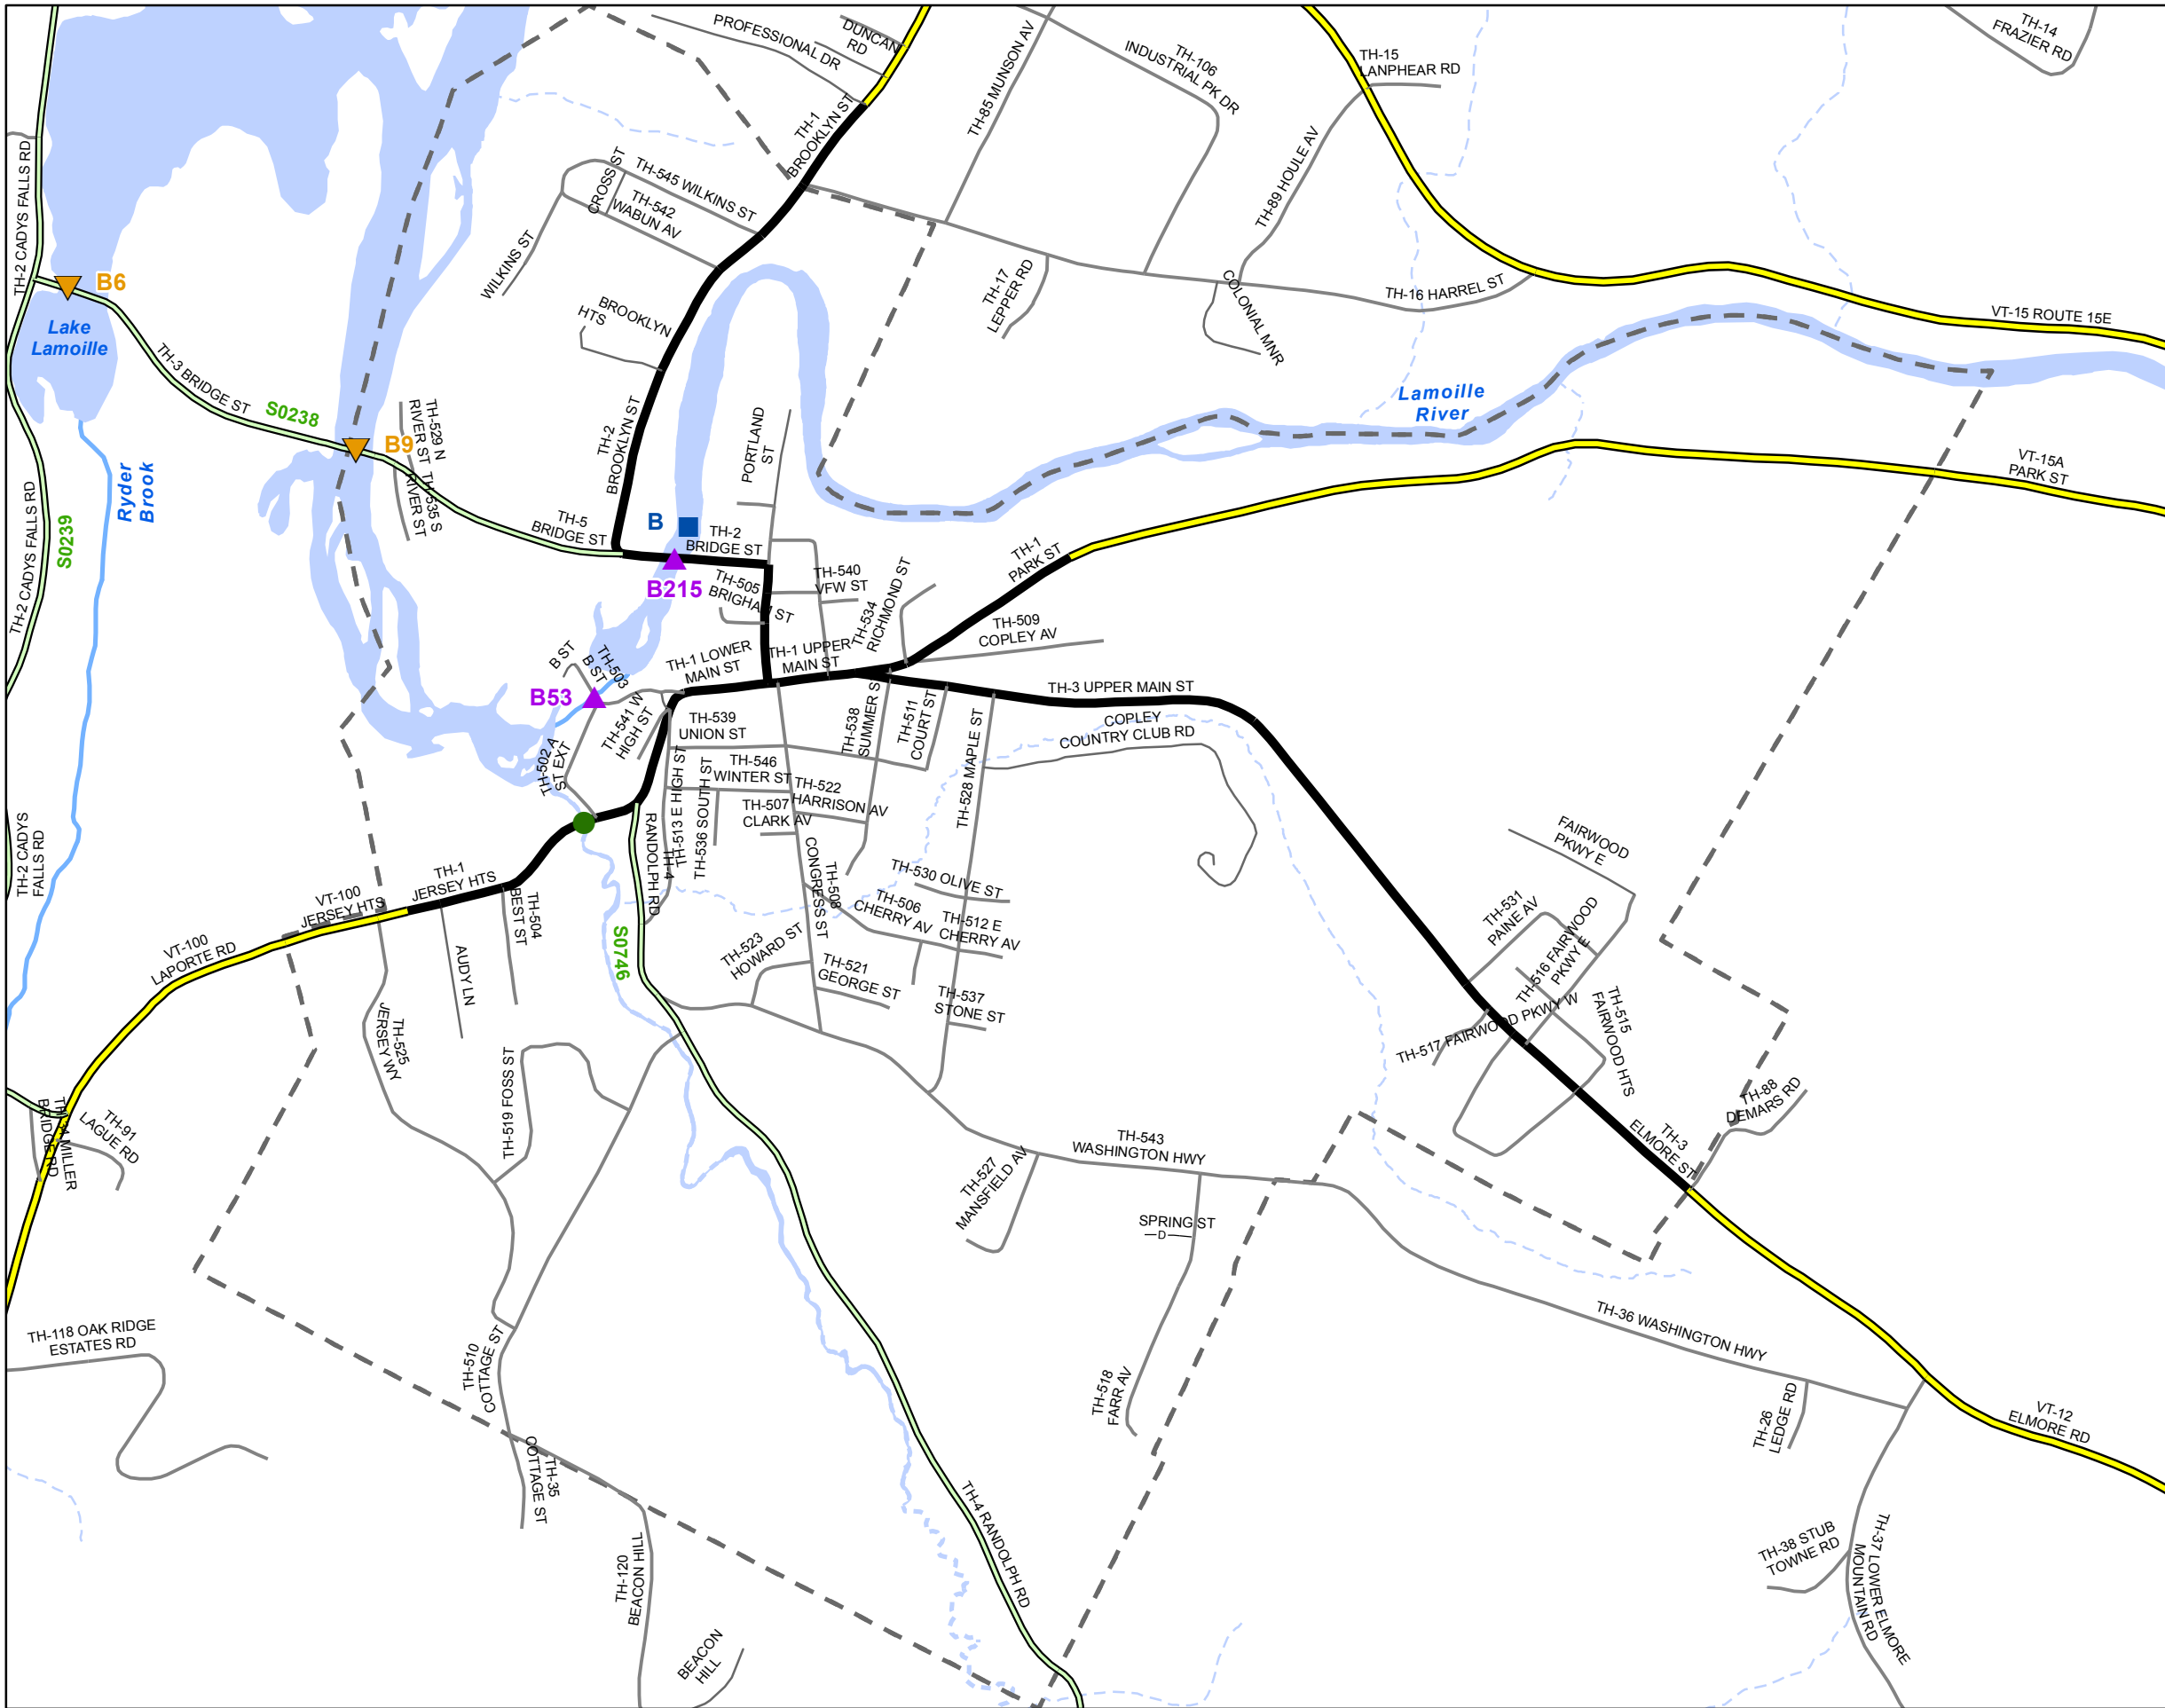 PROFESSIONAL DR
DUNCAN
RD
TH-85 MUNSON AV
TH-106
INDUSTRIAL PK DR
TH-15
LANPHEAR RD
TH-14
FRAZIER RD
TH-1
BROOKLYN ST
TH-2 CADYS FALLS RD
CROSS ST
TH-545 WILKINS ST
TH-542
WABUN AV
WILKINS ST
TH-89 HOULE AV
B6
Lake
Lamoille
BROOKLYN
HTS
TH-17
LEPPER RD
COLONIAL MNR
TH-16 HARREL ST
VT-15 ROUTE 15E
TH-3 BRIDGE ST
S0238
B9
TH-529 N
RIVER ST
TH-535 S
RIVER ST
TH-2
BROOKLYN ST
PORTLAND
ST
Lamoille
River
VT-15A
PARK ST
Ryder
Brook
S0239
TH-2 CADYS FALLS RD
TH-5
BRIDGE ST
B
TH-2
BRIDGE ST
B215
TH-505
BRIGHAM ST
TH-540
VFW ST
TH-534
RICHMOND ST
TH-1
PARK ST
TH-509
COPLEY AV
B ST
TH-503
B ST
B53
TH-1 LOWER
MAIN ST
TH-1 UPPER
MAIN ST
TH-3 UPPER MAIN ST
COPLEY
COUNTRY CLUB RD
TH-541 W
HIGH ST
TH-539
UNION ST
TH-538
SUMMER ST
TH-511
COURT ST
TH-528 MAPLE ST
TH-502 A
ST EXT
TH-546
WINTER ST
TH-522
HARRISON AV
TH-507
CLARK AV
TH-513 E HIGH ST
TH-536 SOUTH ST
TH-4
RANDOLPH RD
TH-508
CONGRESS ST
TH-530 OLIVE ST
TH-506
CHERRY AV
TH-512 E
CHERRY AV
FAIRWOOD
PKWY E
TH-2 CADYS
FALLS RD
VT-100
JERSEY HTS
TH-1
JERSEY HTS
TH-504
BEST ST
VT-100
LAPORTE RD
AUDY LN
S0746
TH-523
HOWARD ST
TH-521
GEORGE ST
TH-537
STONE ST
TH-531
PAINE AV
TH-516 FAIRWOOD
PKWY E
TH-517 FAIRWOOD PKWY W
TH-515
FAIRWOOD HTS
TH-525
JERSEY WY
TH-519 FOSS ST
MILLER
BRIDGE RD
TH-91
LAGUE RD
TH-88
DEMARS RD
TH-3
ELMORE ST
TH-543
WASHINGTON HWY
TH-527
MANSFIELD AV
SPRING ST
D
TH-118 OAK RIDGE
ESTATES RD
TH-510
COTTAGE ST
TH-518
FARR AV
TH-36 WASHINGTON HWY
TH-26
LEDGE RD
VT-12
ELMORE RD
TH-35
COTTAGE ST
TH-4 RANDOLPH RD
TH-120
BEACON HILL
BEACON
HILL
TH-38 STUB
TOWNE RD
TH-37 LOWER ELMORE
MOUNTAIN RD